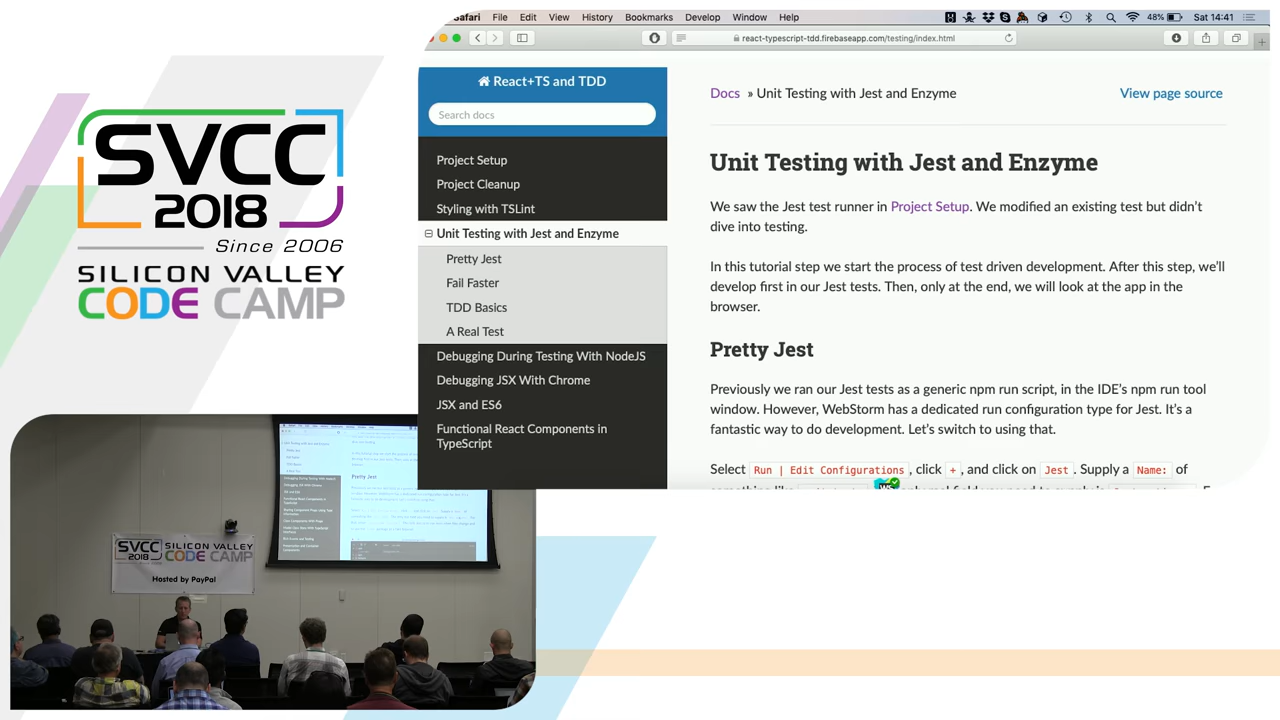 SVCC
2018
Since 2006
SILICON VALLEY
CODE CAMP
Safari File Edit View History Bookmarks Develop Window Help 48% Sat 14:41
react-typescript-tdd.firebaseapp.com/testing/index.html
React+TS and TDD
Search docs
Project Setup
Project Cleanup
Styling with TSLint
Unit Testing with Jest and Enzyme
Pretty Jest
Fail Faster
TDD Basics
A Real Test
Debugging During Testing With NodeJS
Debugging JSX With Chrome
JSX and ES6
Functional React Components in
TypeScript
Docs » Unit Testing with Jest and Enzyme
View page source
Unit Testing with Jest and Enzyme
We saw the Jest test runner in Project Setup. We modified an existing test but didn't
dive into testing.
In this tutorial step we start the process of test driven development. After this step, we'll
develop first in our Jest tests. Then, only at the end, we will look at the app in the
browser.
Pretty Jest
Previously we ran our Jest tests as a generic npm run script, in the IDE's npm run tool
window. However, WebStorm has a dedicated run configuration type for Jest. It's a
fantastic way to do development. Let's switch to using that.
Select Run | Edit Configurations , click + , and click on Jest . Supply a Name: of
Pretty Jest
SVCC
2018
SILICON VALLEY
CODE CAMP
Hosted by PayPal